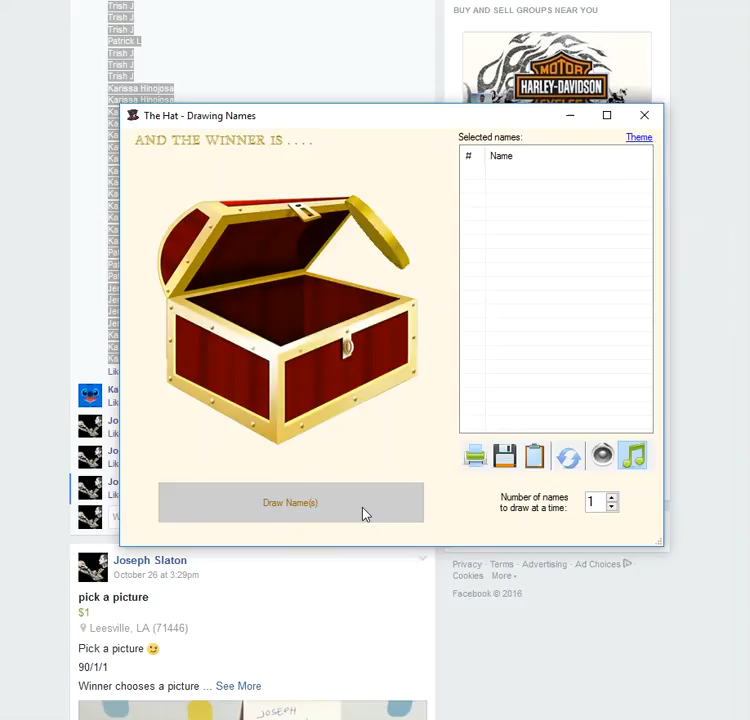 Trish J
Trish J
Trish J
Patrick L
Trish J
Trish J
Trish J
Karissa Hinojosa
Karissa Hinojosa
BUY AND SELL GROUPS NEAR YOU
MOTOR
HARLEY-DAVIDSON
CYCLES
The Hat - Drawing Names
AND THE WINNER IS . . . .
Selected names:
Theme
# Name
Draw Name(s)
Number of names
to draw at a time:
1
Joseph Slaton
October 26 at 3:29pm
pick a picture
$1
Leesville, LA (71446)
Pick a picture
90/1/1
Winner chooses a picture ... See More
JOSEPH
SLATON
Privacy · Terms · Advertising · Ad Choices ·
Cookies · More
Facebook © 2016